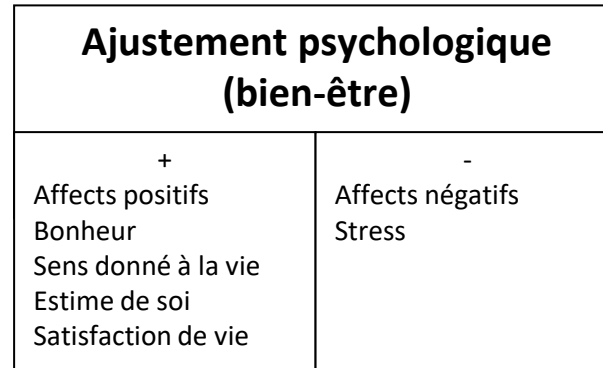 Ajustement psychologique
(bien-être)
+
Affects positifs
Bonheur
Sens donné à la vie
Estime de soi
Satisfaction de vie
-
Affects négatifs
Stress